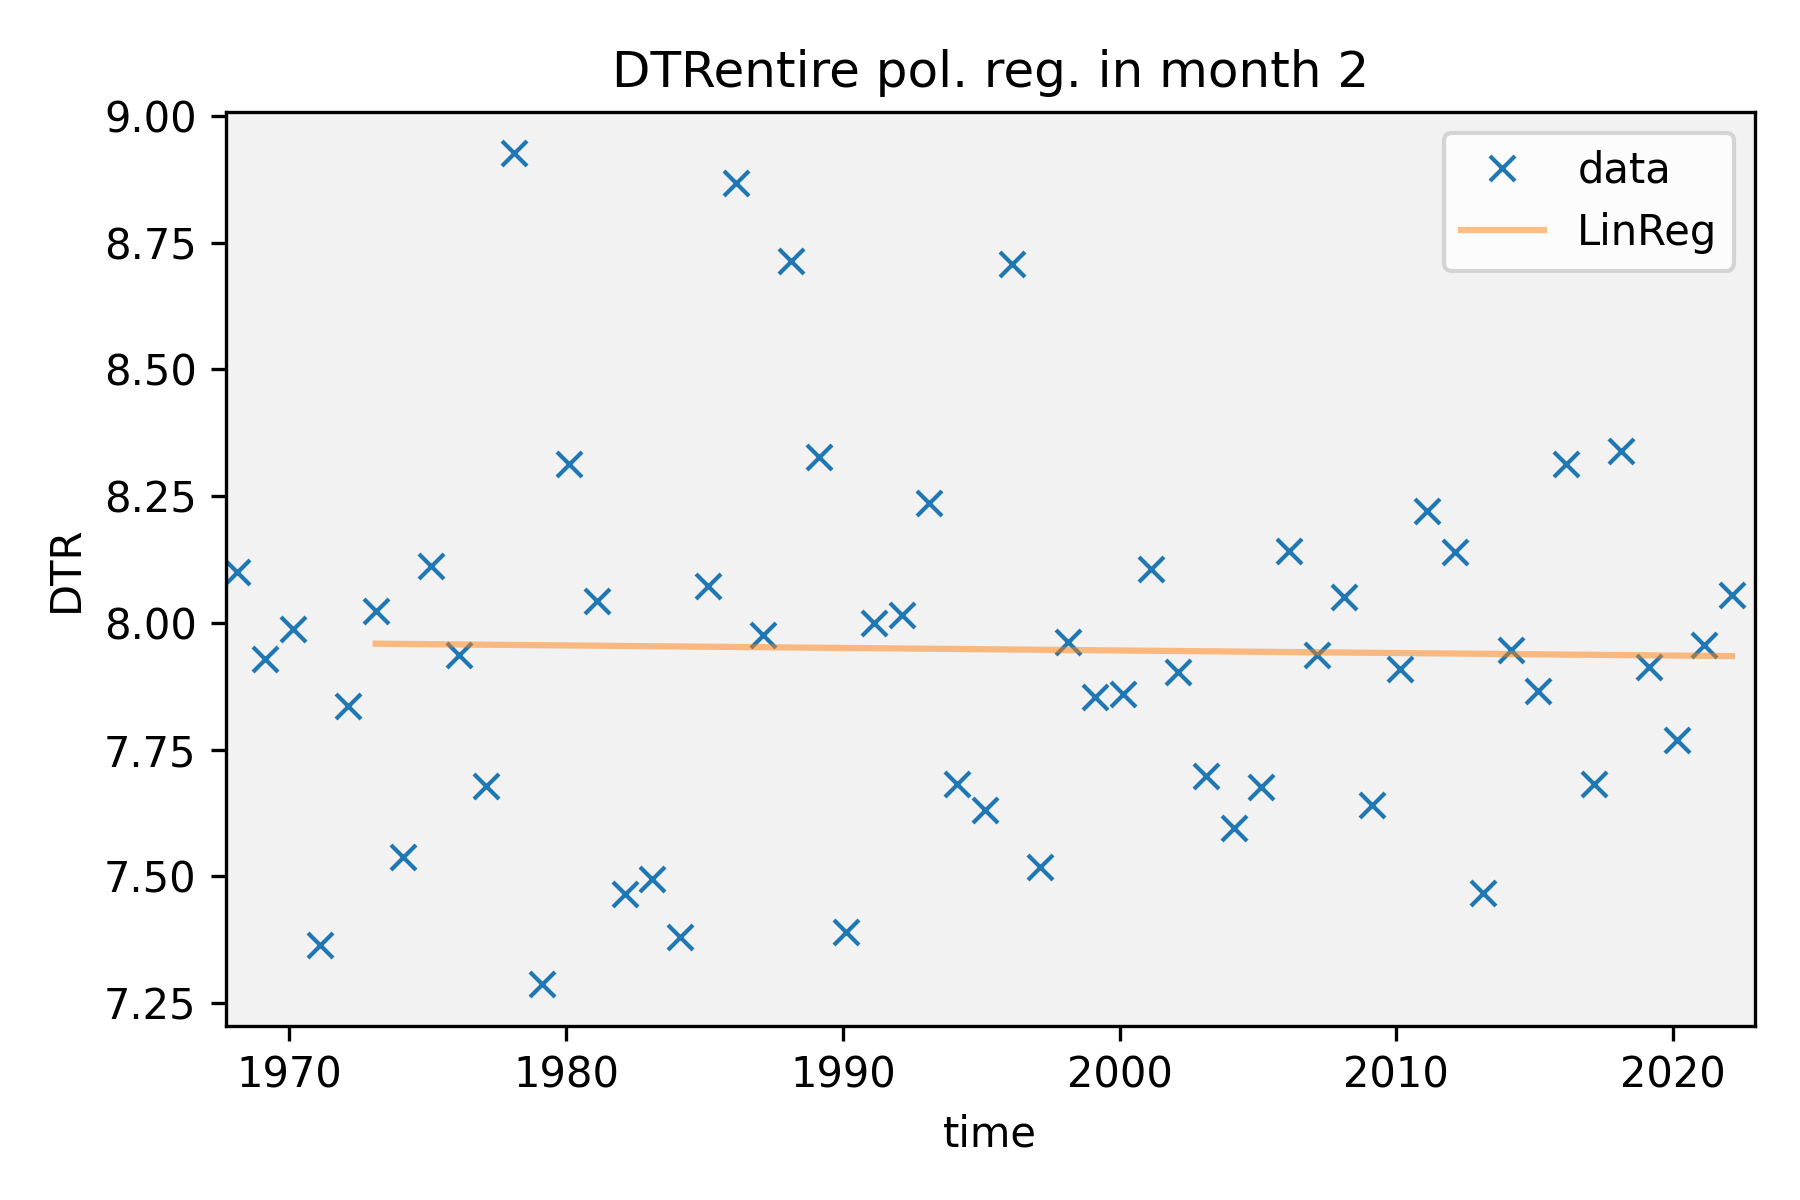 DTRentire pol. reg. in month 2
9.00
8.75
8.50
8.25
8.00
7.75
7.50
7.25
DTR
data
LinReg
1970 1980 1990 2000 2010 2020
time